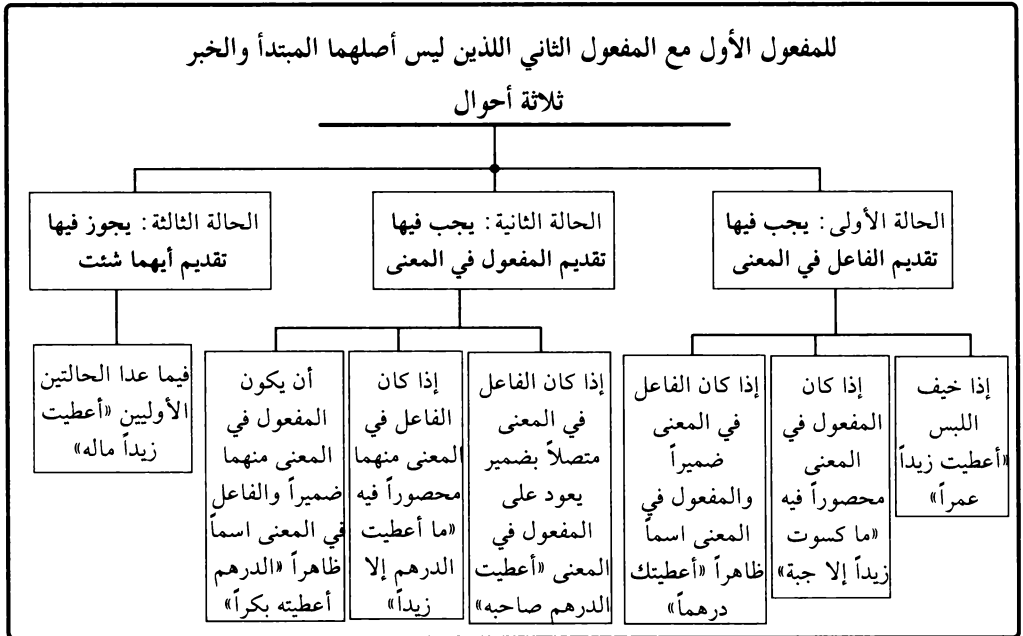 للمفعول الأول مع المفعول الثاني اللذين ليس أصلهما المبتدأ والخبر
ثلاثة أحوال
الحالة الأولى: يجب فيها
تقديم الفاعل في المعنى
إذا خيف
اللبس
«أعطيت زيداً
عمراً»
إذا كان
المفعول في
المعنى
محصوراً فيه
«ما كسوت
زيداً إلا جبة»
إذا كان الفاعل
في المعنى
ضميراً
والمفعول في
المعنى اسماً
ظاهراً «أعطيتك
درهماً»
الحالة الثانية: يجب فيها
تقديم المفعول في المعنى
إذا كان الفاعل
في المعنى
متصلاً بضمير
يعود على
المفعول في
المعنى «أعطيت
الدرهم صاحبه»
إذا كان
الفاعل في
المعنى منهما
محصوراً فيه
«ما أعطيت
الدرهم إلا
زيداً»
أن يكون
المفعول في
المعنى منهما
ضميراً والفاعل
في المعنى اسماً
ظاهراً «الدرهم
أعطيته بكراً»
الحالة الثالثة: يجوز فيها
تقديم أيهما شئت
فيما عدا الحالتين
الأوليين «أعطيت
زيداً ماله»